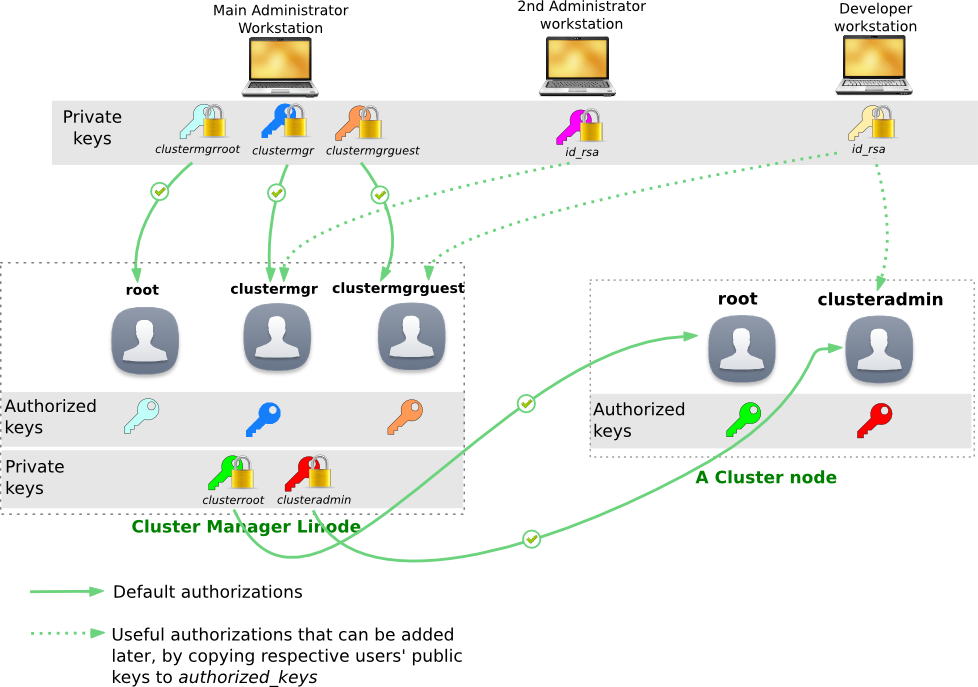 Main Administrator
Workstation
2nd Administrator
workstation
Developer
workstation
Private
keys
clustermgrroot
clustermgr
clustermgrguest
id_rsa
id_rsa
root
clustermgr
clustermgrguest
root
clusteradmin
Authorized
keys
Authorized
keys
Private
keys
clusterroot
clusteradmin
A Cluster node
Cluster Manager Linode
Default authorizations
Useful authorizations that can be added
later, by copying respective users' public
keys to authorized_keys